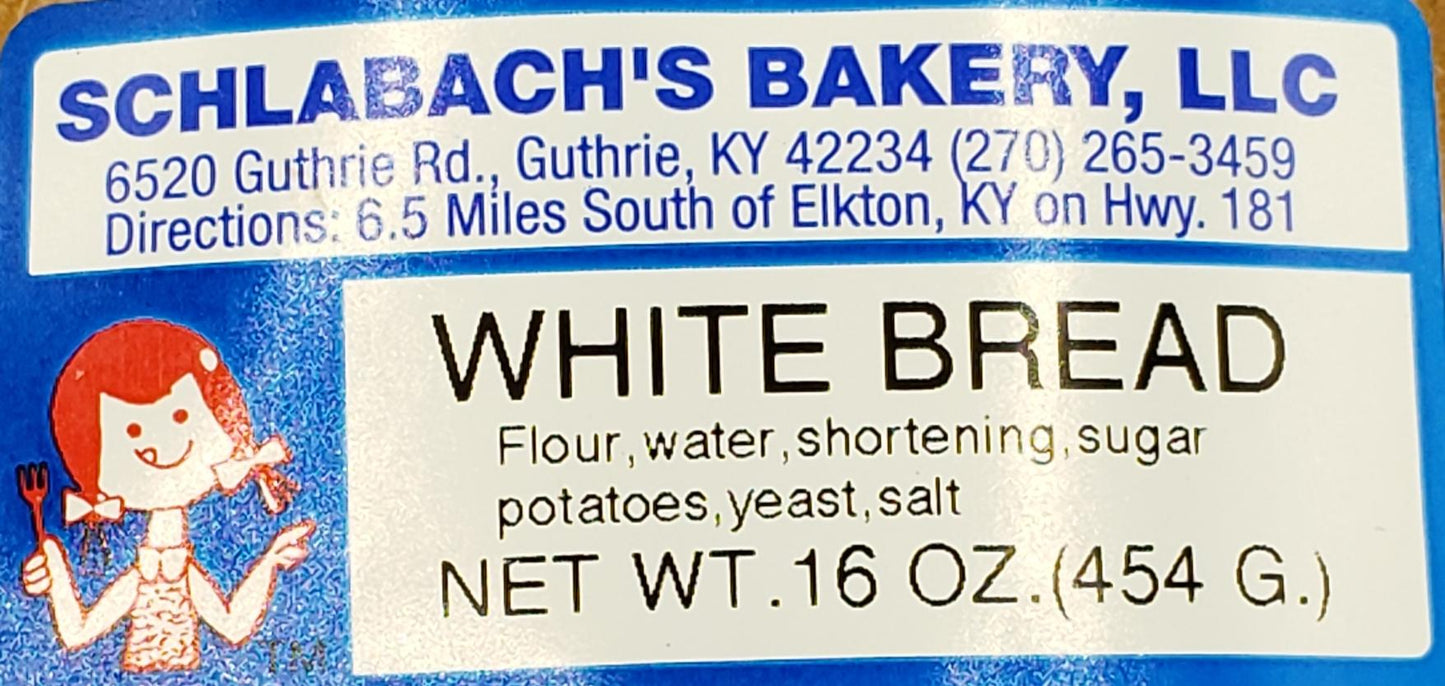 SCHLABACH'S BAKERY, LLC
6520 Guthrie Rd., Guthrie, KY 42234 (270) 265-3459
Directions: 6.5 Miles South of Elkton, KY on Hwy. 181
WHITE BREAD
Flour,water,shortening,sugar
potatoes,yeast,salt
NET WT.16 OZ.(454 G.)
TM